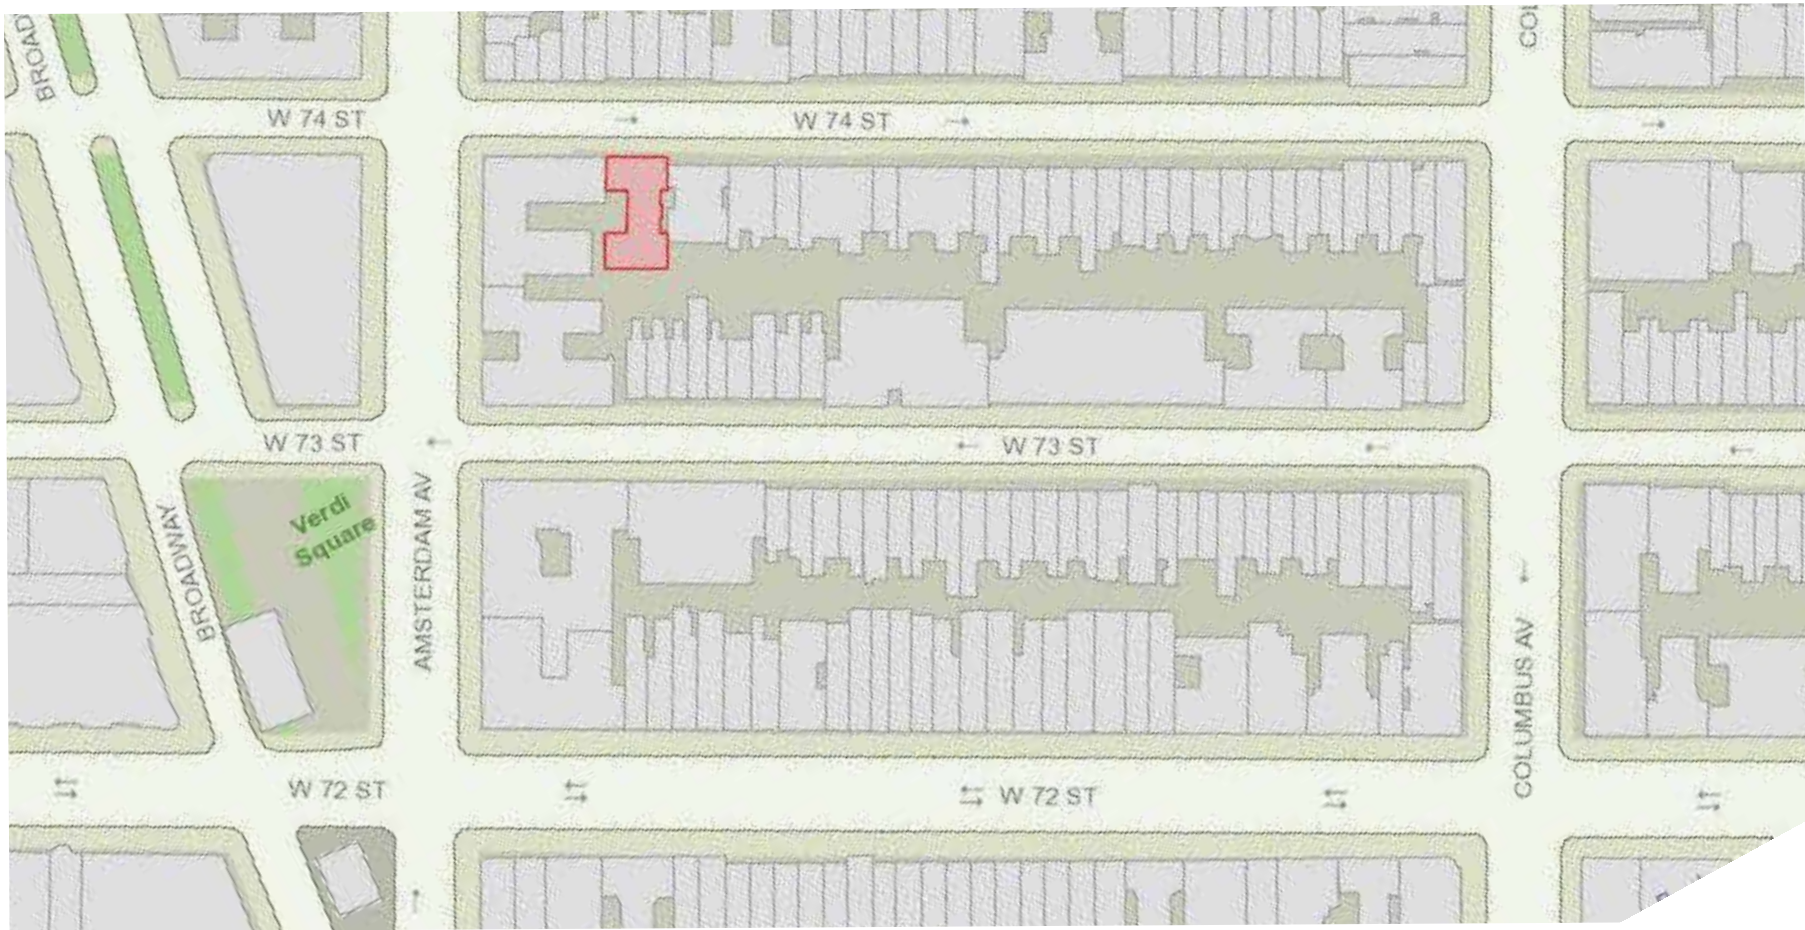 BROAD
COL
W 74 ST
W 74 ST
W 73 ST
W 73 ST
Verdi
Square
BROADWAY
AMSTERDAM AV
COLUMBUS AV
W 72 ST
W 72 ST